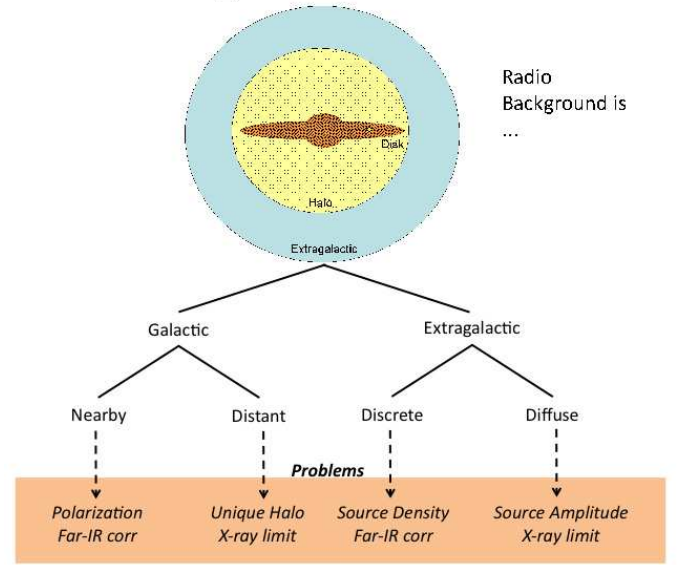 Radio
Background is
...
Disk
Halo
Extragalactic
Galactic
Extragalactic
Nearby
Distant
Discrete
Diffuse
Problems
Polarization
Far-IR corr
Unique Halo
X-ray limit
Source Density
Far-IR corr
Source Amplitude
X-ray limit